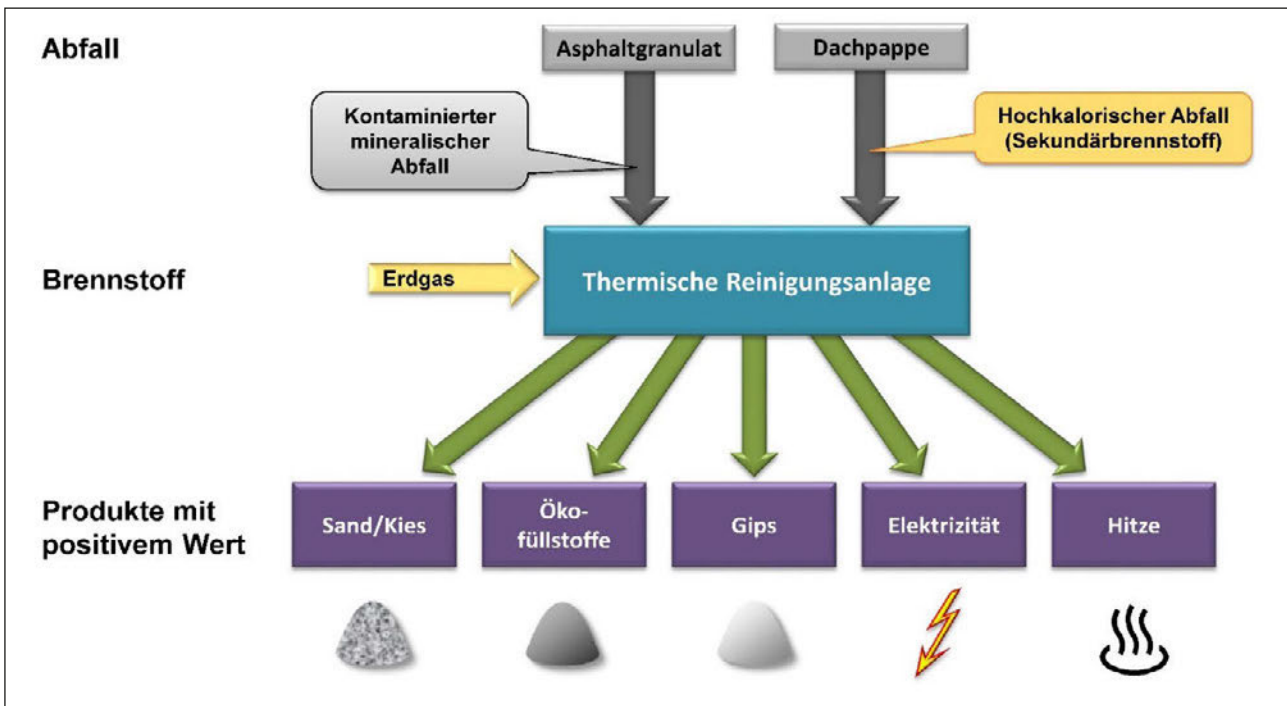 Abfall
Asphaltgranulat
Dachpappe
Kontaminierter
mineralischer
Abfall
Hochkalorischer Abfall
(Sekundärbrennstoff)
Brennstoff
Erdgas
Thermische Reinigungsanlage
Produkte mit
positivem Wert
Sand/Kies
Öko-
füllstoffe
Gips
Elektrizität
Hitze